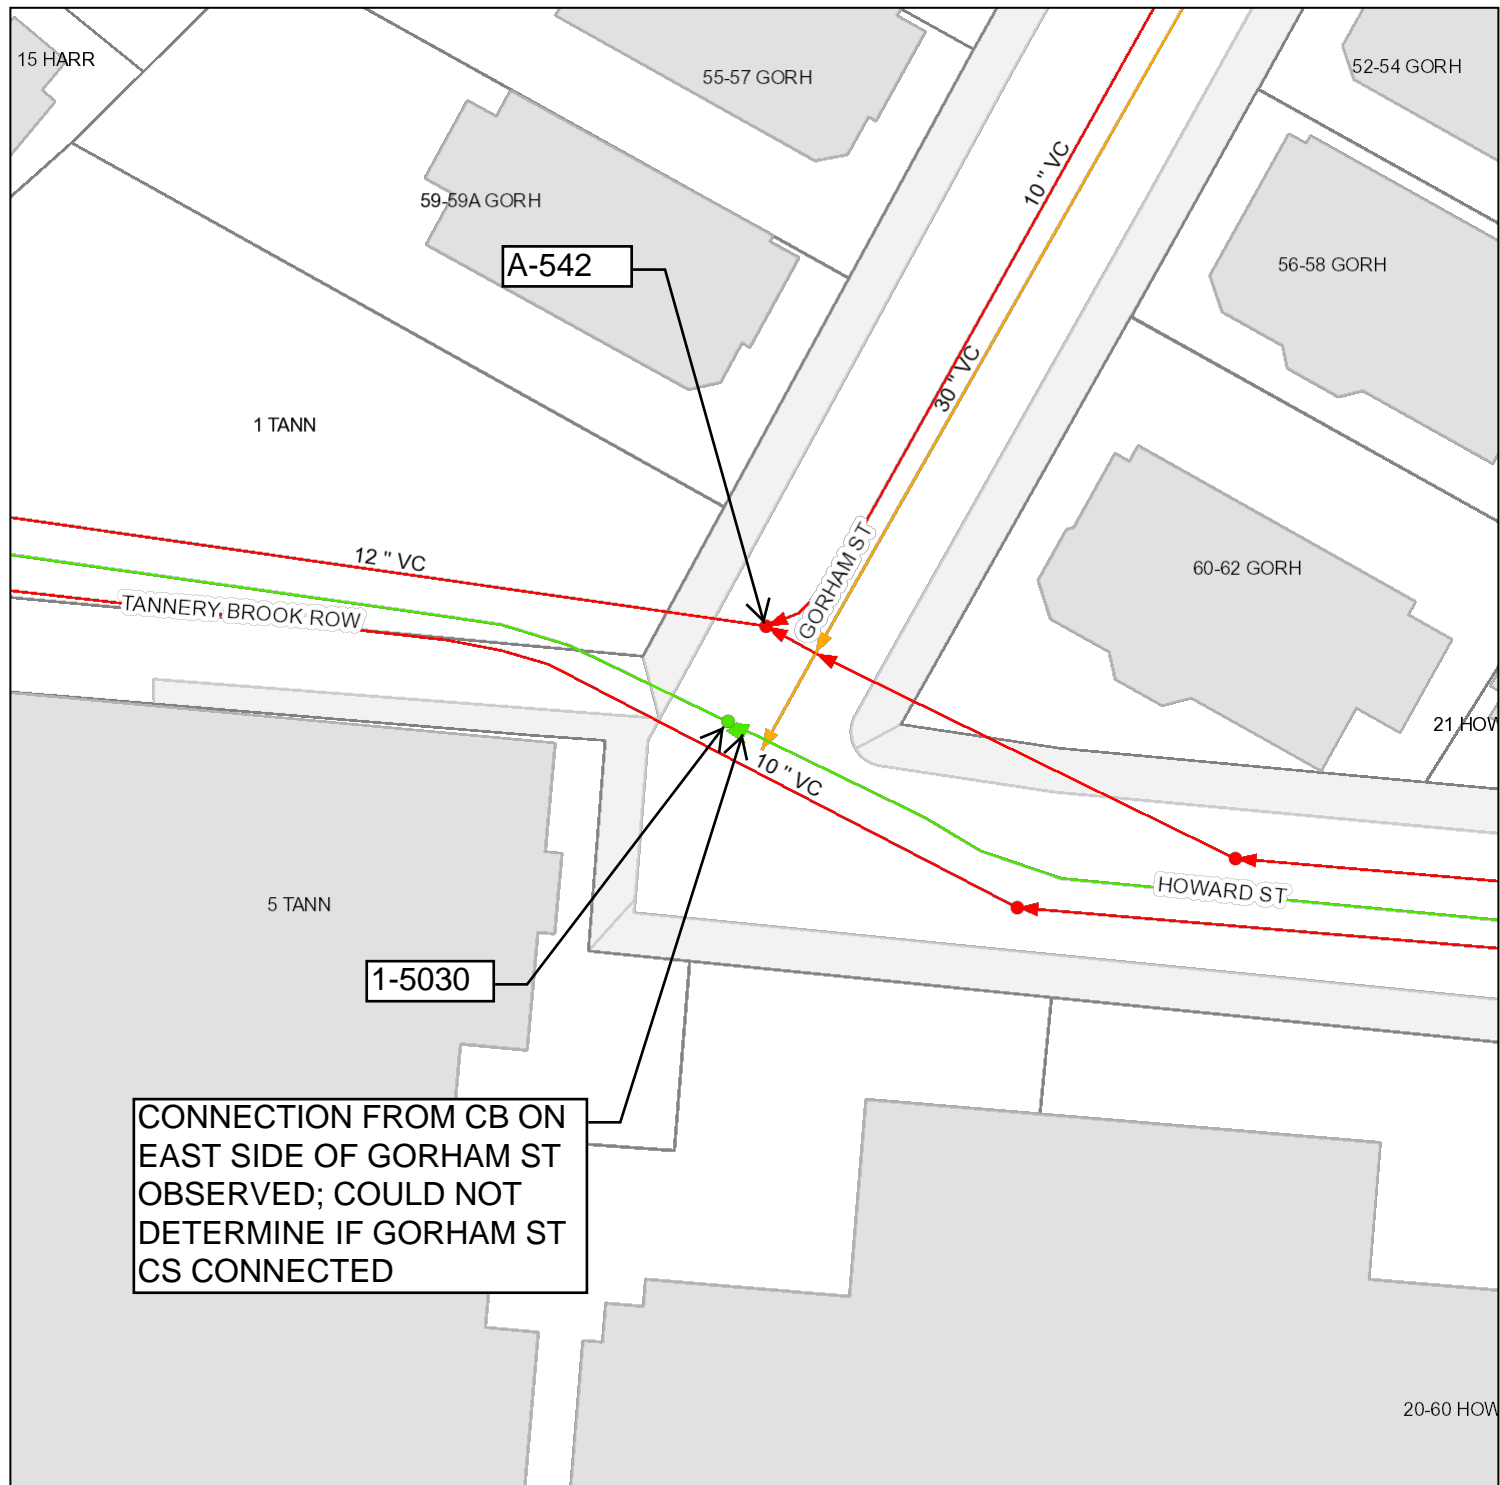 15 HARR
55-57 GORH
52-54 GORH
10 " VC
59-59A GORH
A-542
56-58 GORH
30 " VC
1 TANN
GORHAM ST
12 " VC
60-62 GORH
TANNERY BROOK ROW
21 HOW
10 " VC
HOWARD ST
5 TANN
1-5030
CONNECTION FROM CB ON
EAST SIDE OF GORHAM ST
OBSERVED; COULD NOT
DETERMINE IF GORHAM ST
CS CONNECTED
20-60 HOW